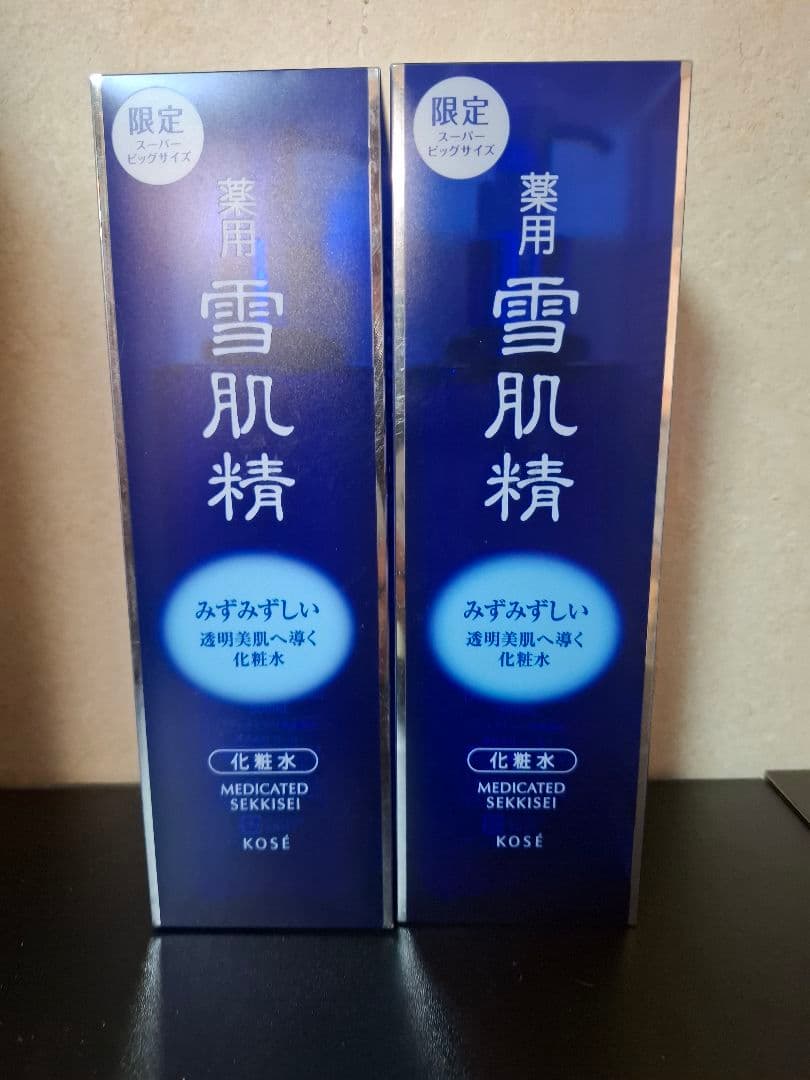 限定
スーパー
ビッグサイズ
薬用
雪肌精
みずみずしい
透明美肌へ導く
化粧水
化粧水
MEDICATED
SEKKISEI
KOSÉ
限定
スーパー
ビッグサイズ
薬用
雪肌精
みずみずしい
透明美肌へ導く
化粧水
化粧水
MEDICATED
SEKKISEI
KOSÉ